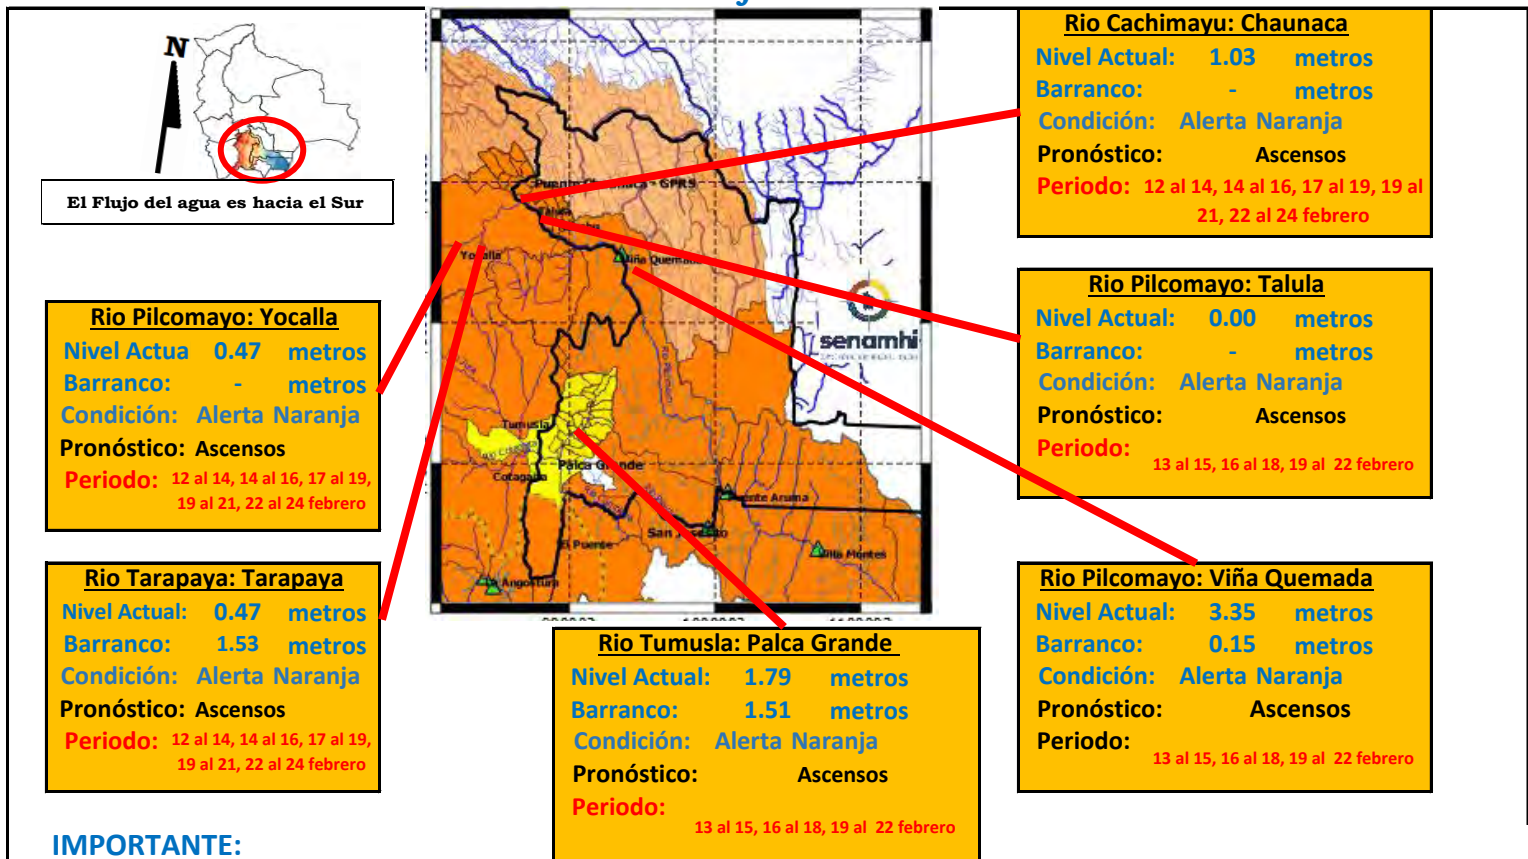 N
El Flujo del agua es hacia el Sur
Rio Pilcomayo: Yocalla
Nivel Actua 0.47 metros
Barranco: - metros
Condición: Alerta Naranja
Pronóstico: Ascensos
Periodo: 12 al 14, 14 al 16, 17 al 19,
19 al 21, 22 al 24 febrero
Rio Tarapaya: Tarapaya
Nivel Actual: 0.47 metros
Barranco: 1.53 metros
Condición: Alerta Naranja
Pronóstico: Ascensos
Periodo: 12 al 14, 14 al 16, 17 al 19,
19 al 21, 22 al 24 febrero
IMPORTANTE:
Puente - GPRS
Talula
Yocalla
Viña Quemada
senamhi
Tumusla
Palca Grande
Cotagaita
Puente Aruma
San Josecito
El Puente
Villa Montes
Angostura
Rio Tumusla: Palca Grande
Nivel Actual: 1.79 metros
Barranco: 1.51 metros
Condición: Alerta Naranja
Pronóstico: Ascensos
Periodo:
13 al 15, 16 al 18, 19 al 22 febrero
Rio Cachimayu: Chaunaca
Nivel Actual: 1.03 metros
Barranco: - metros
Condición: Alerta Naranja
Pronóstico: Ascensos
Periodo: 12 al 14, 14 al 16, 17 al 19, 19 al
21, 22 al 24 febrero
Rio Pilcomayo: Talula
Nivel Actual: 0.00 metros
Barranco: - metros
Condición: Alerta Naranja
Pronóstico: Ascensos
Periodo:
13 al 15, 16 al 18, 19 al 22 febrero
Rio Pilcomayo: Viña Quemada
Nivel Actual: 3.35 metros
Barranco: 0.15 metros
Condición: Alerta Naranja
Pronóstico: Ascensos
Periodo:
13 al 15, 16 al 18, 19 al 22 febrero